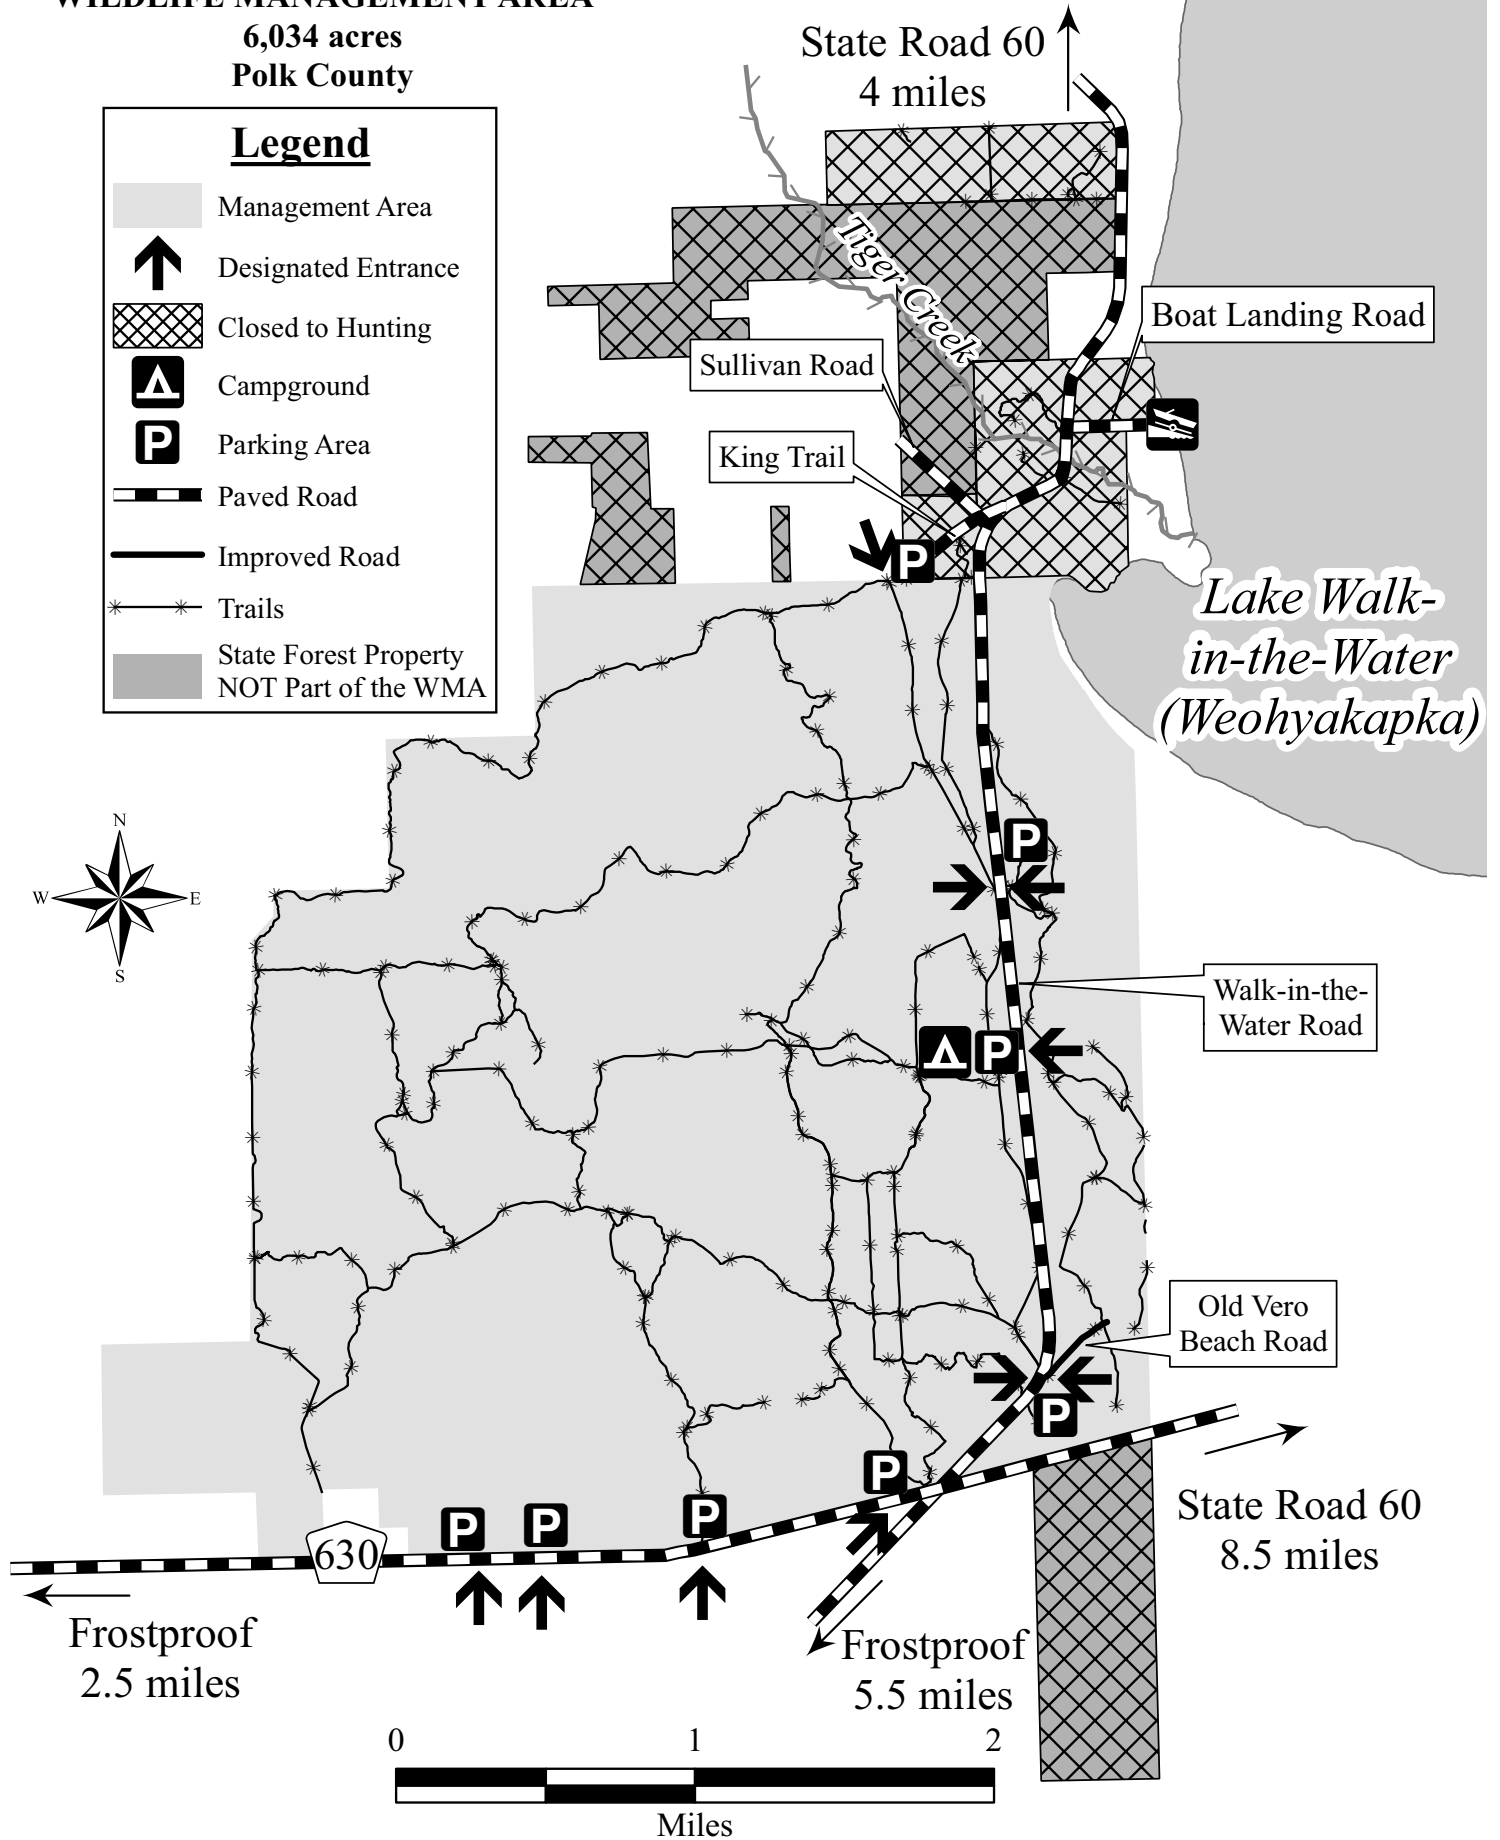 WILDLIFE MANAGEMENT AREA
6,034 acres
Polk County
Legend
Management Area
Designated Entrance
Closed to Hunting
Campground
P
Parking Area
Paved Road
Improved Road
Trails
State Forest Property
NOT Part of the WMA
State Road 60
4 miles
Tiger Creek
Boat Landing Road
Sullivan Road
King Trail
P
Lake Walk-
in-the-Water
(Weohyakapka)
N
W
E
S
P
Walk-in-the-
Water Road
P
Old Vero
Beach Road
P
P
P
P
P
630
State Road 60
8.5 miles
Frostproof
2.5 miles
Frostproof
5.5 miles
0
1
2
Miles